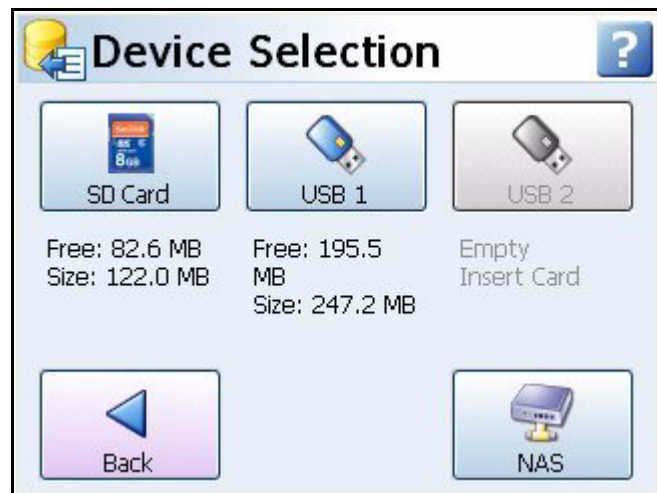 Device Selection
?
8GB
SD Card
USB 1
USB 2
Free: 82.6 MB
Size: 122.0 MB
Free: 195.5
MB
Size: 247.2 MB
Empty
Insert Card
Back
NAS